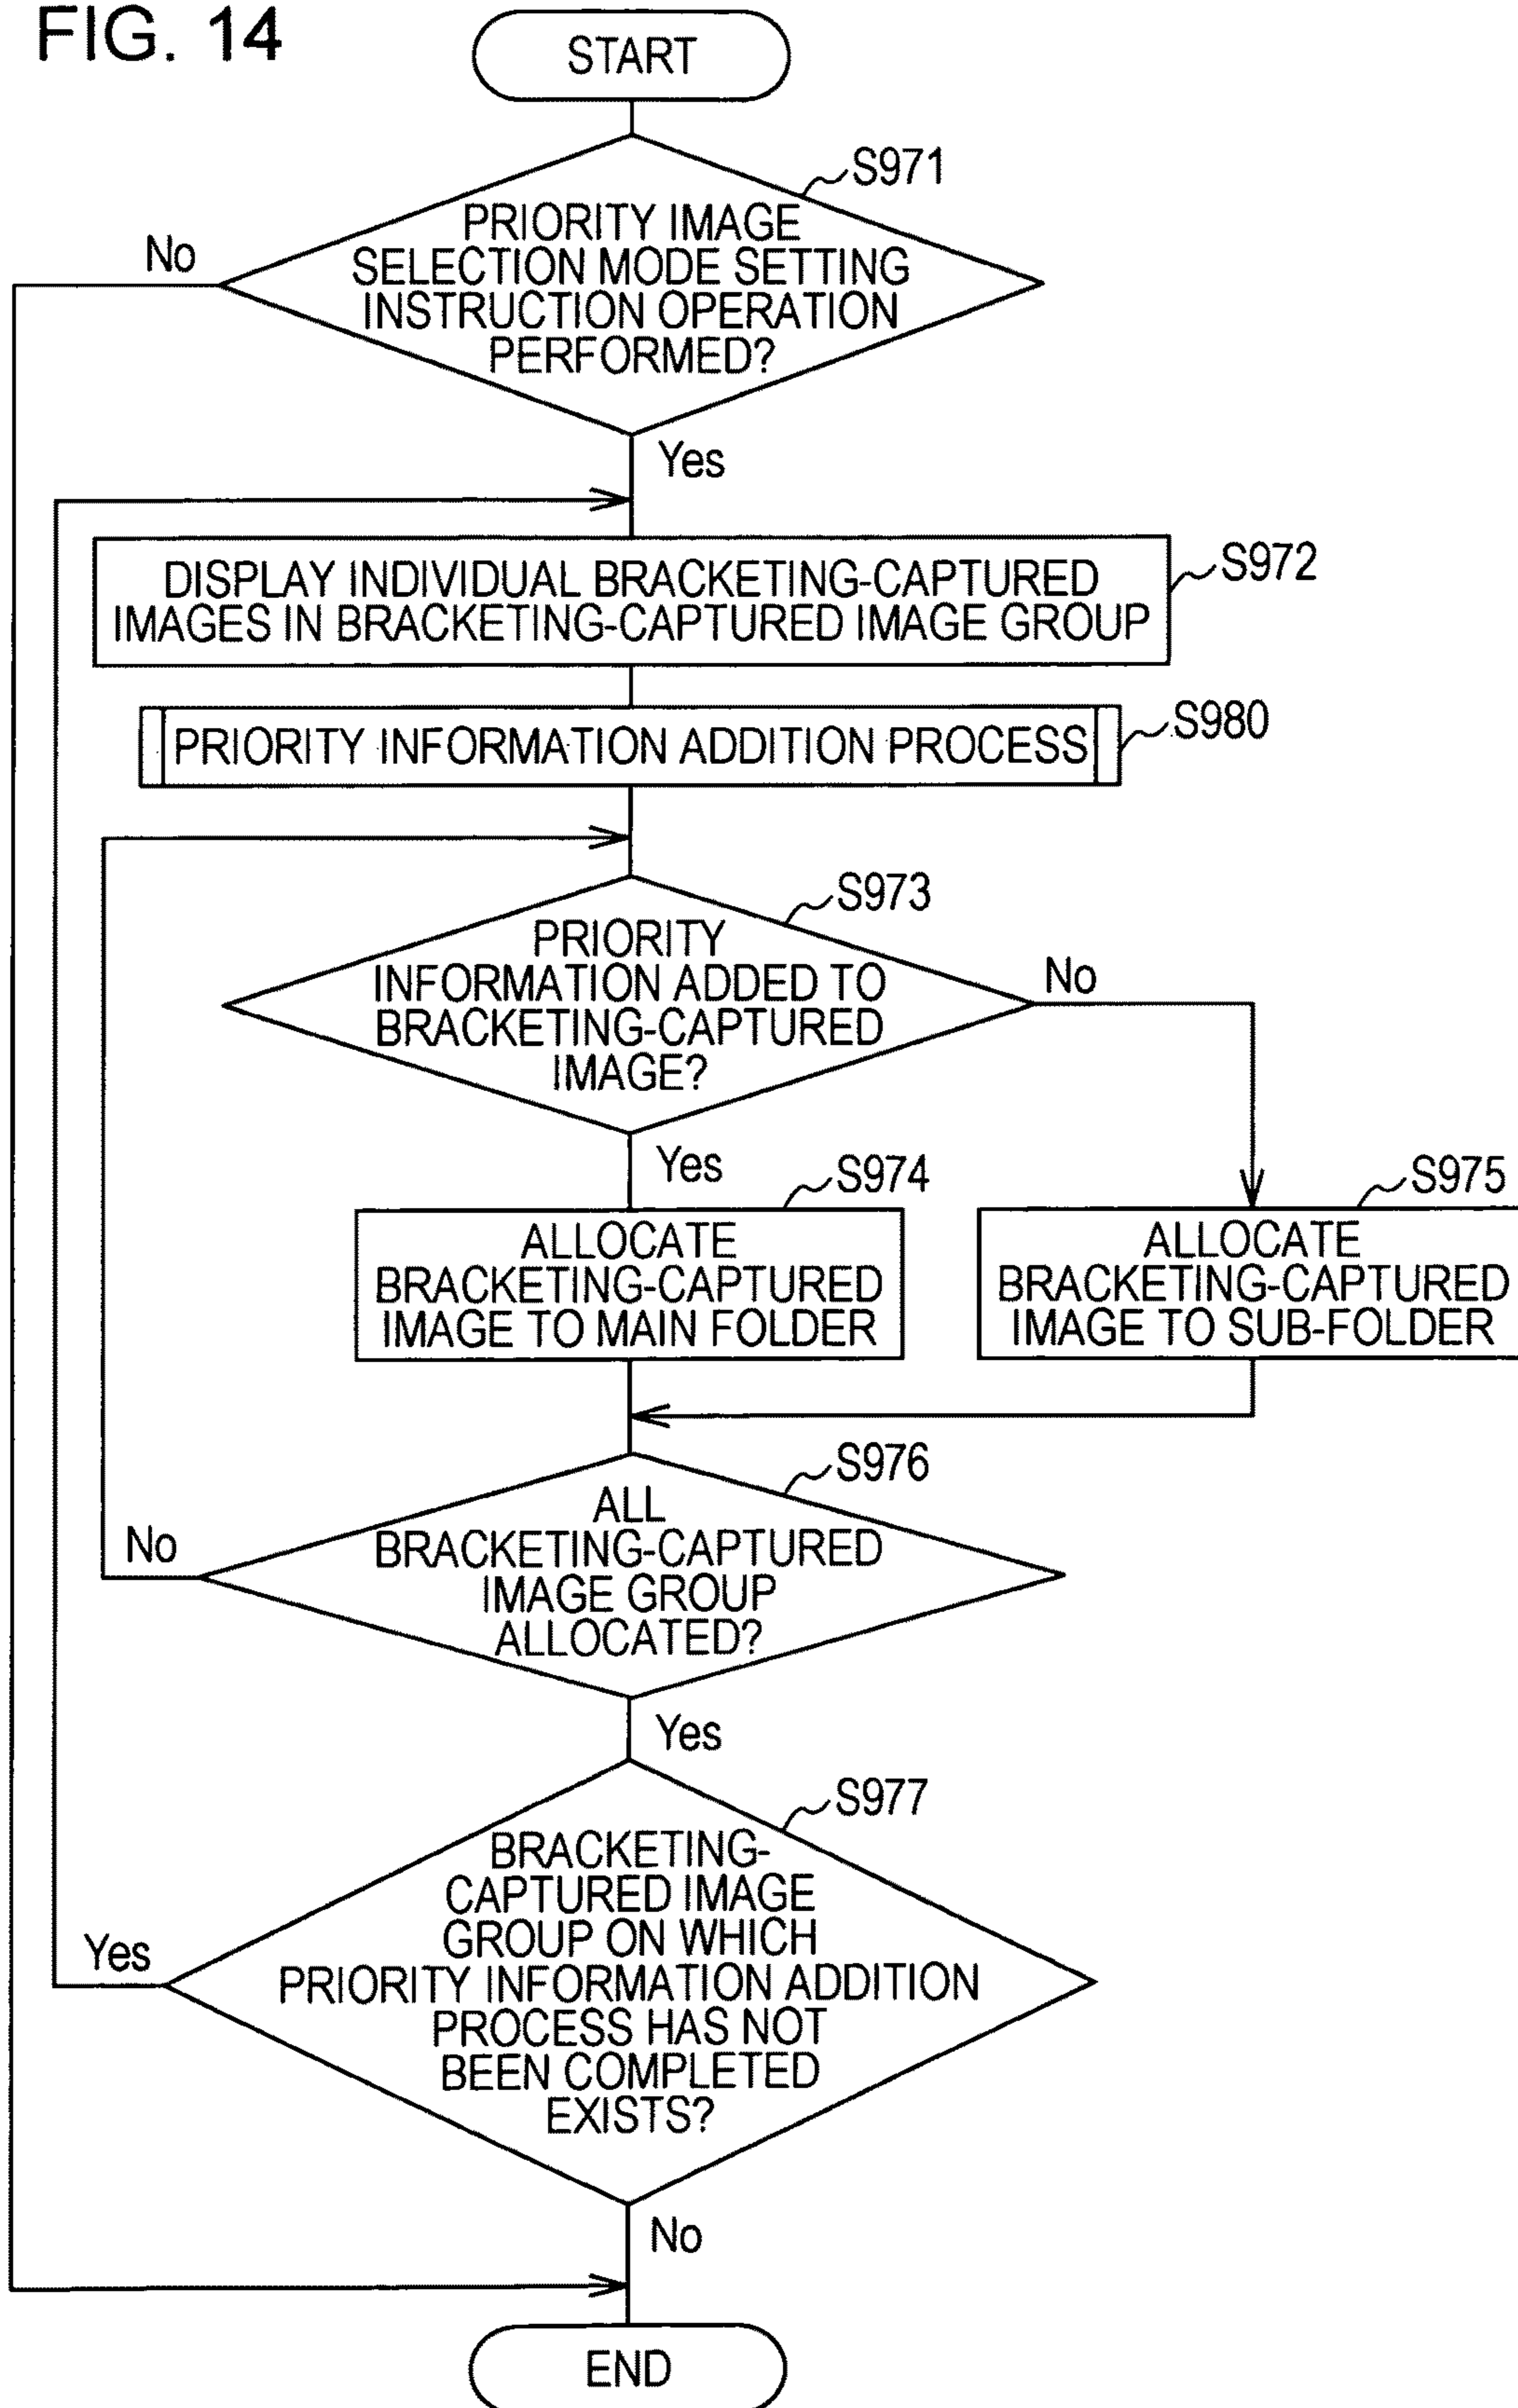 FIG. 14
START
S971
PRIORITY IMAGE
SELECTION MODE SETTING
INSTRUCTION OPERATION
PERFORMED?
No
Yes
S972
DISPLAY INDIVIDUAL BRACKETING-CAPTURED
IMAGES IN BRACKETING-CAPTURED IMAGE GROUP
S980
PRIORITY INFORMATION ADDITION PROCESS
S973
PRIORITY
INFORMATION ADDED TO
BRACKETING-CAPTURED
IMAGE?
No
Yes
S974
ALLOCATE
BRACKETING-CAPTURED
IMAGE TO MAIN FOLDER
S975
ALLOCATE
BRACKETING-CAPTURED
IMAGE TO SUB-FOLDER
S976
ALL
BRACKETING-CAPTURED
IMAGE GROUP
ALLOCATED?
No
Yes
S977
BRACKETING-
CAPTURED IMAGE
GROUP ON WHICH
PRIORITY INFORMATION ADDITION
PROCESS HAS NOT
BEEN COMPLETED
EXISTS?
Yes
No
END